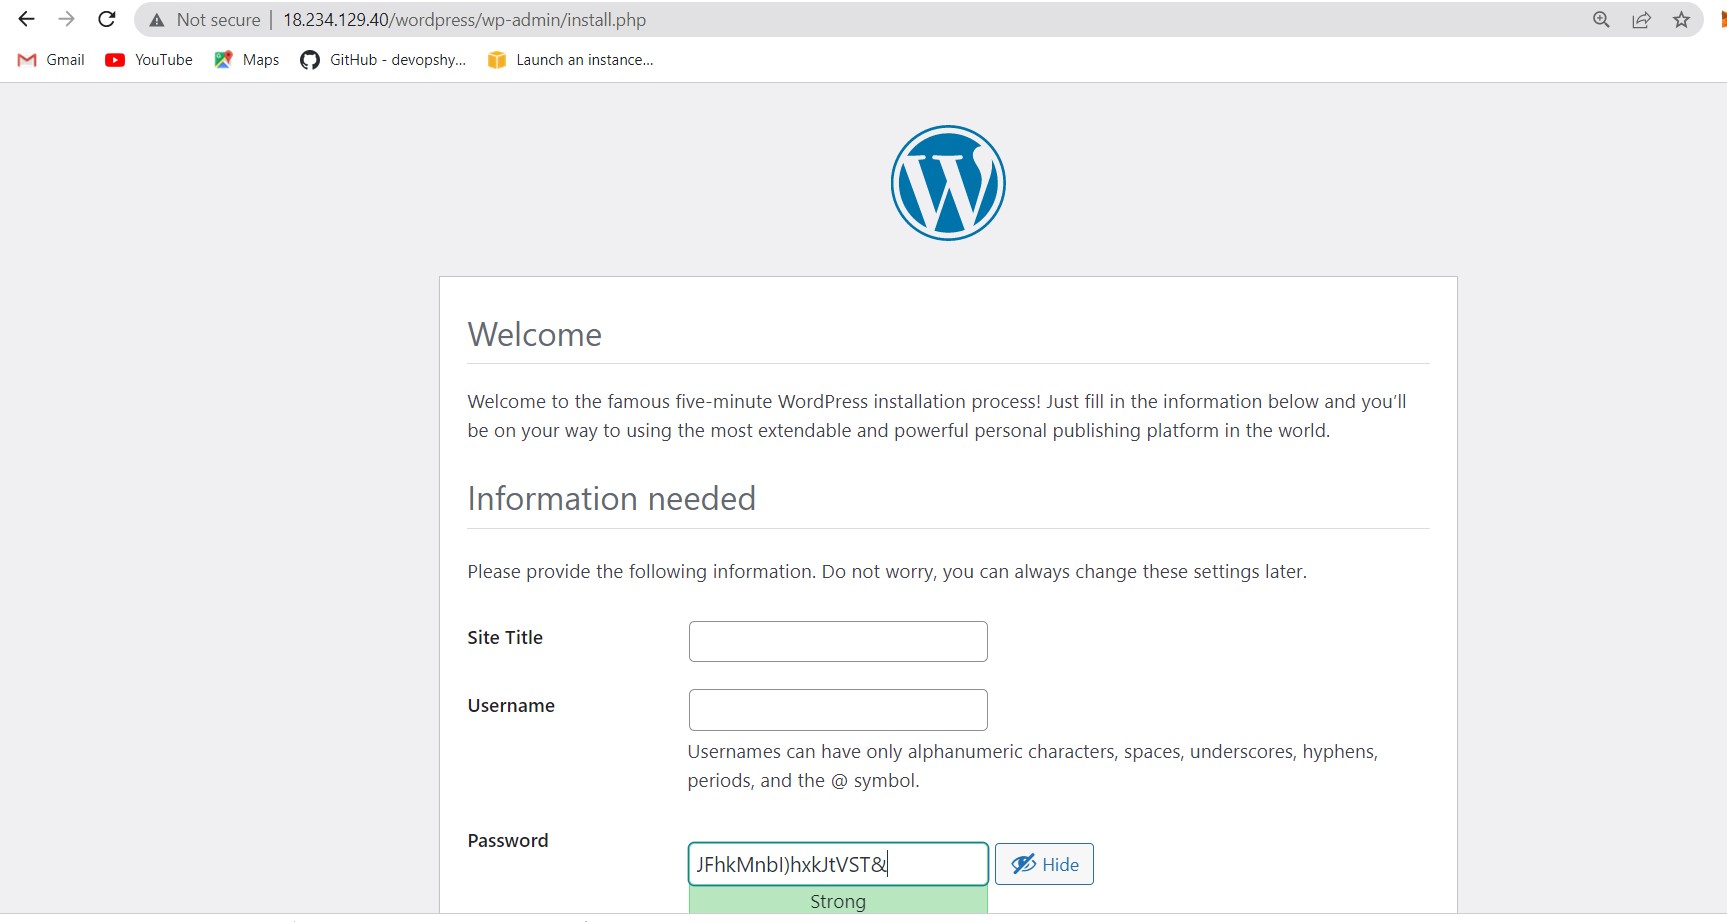 Not secure | 18.234.129.40/wordpress/wp-admin/install.php
Gmail YouTube Maps GitHub - devopshy... Launch an instance...
W
Welcome
Welcome to the famous five-minute WordPress installation process! Just fill in the information below and you’ll
be on your way to using the most extendable and powerful personal publishing platform in the world.
Information needed
Please provide the following information. Do not worry, you can always change these settings later.
Site Title
Username
Usernames can have only alphanumeric characters, spaces, underscores, hyphens,
periods, and the @ symbol.
Password
JFhkMnbI)hxkJtVST& Hide
Strong